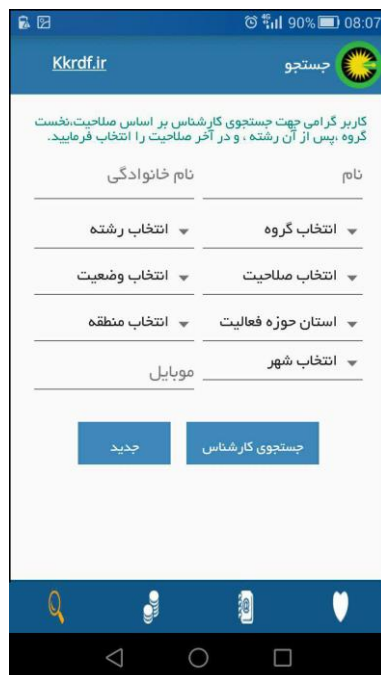 90% 08:07
جستجو
Kkrdf.ir
کاربر گرامی جهت جستجوی کارشناس بر اساس صلاحیت،نخست
گروه ،پس از آن رشته ، و در آخر صلاحیت را انتخاب فرمایید.
نام نام خانوادگی
انتخاب گروه انتخاب رشته
انتخاب صلاحیت انتخاب وضعیت
استان حوزه فعالیت انتخاب منطقه
انتخاب شهر موبایل
جستجوی کارشناس جدید